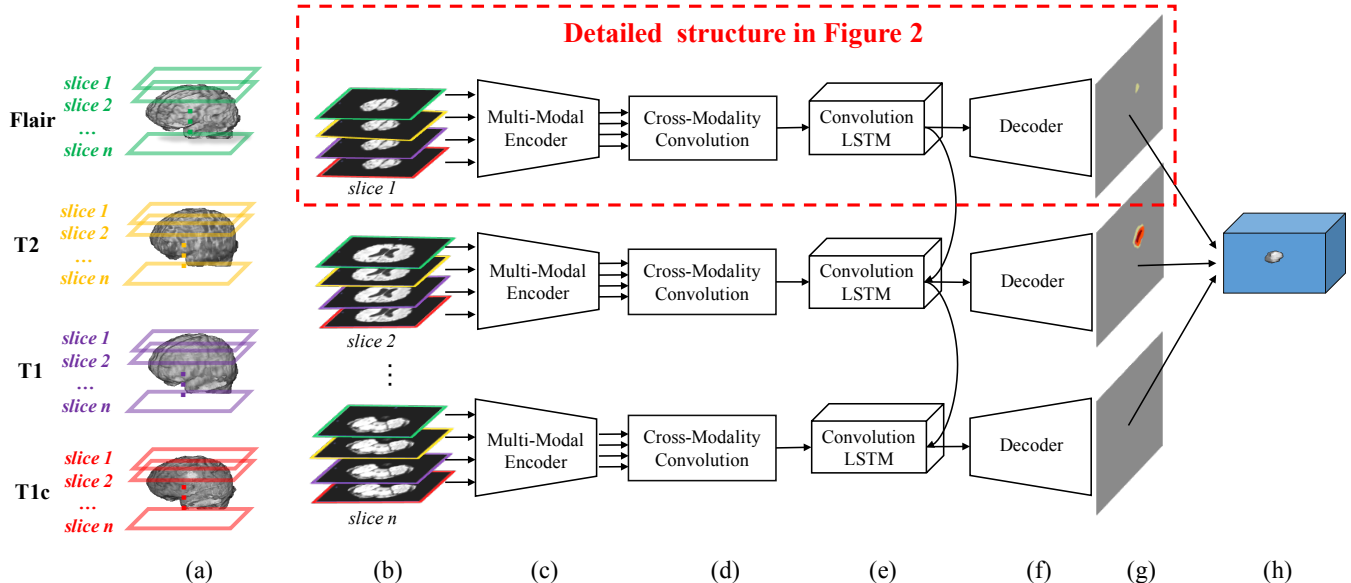 Detailed structure in Figure 2
Flair
slice 1
slice 2
...
slice n
T2
slice 1
slice 2
...
slice n
T1
slice 1
slice 2
...
slice n
T1c
slice 1
slice 2
...
slice n
slice 1
Multi-Modal
Encoder
Cross-Modality
Convolution
Convolution
LSTM
Decoder
slice 2
Multi-Modal
Encoder
Cross-Modality
Convolution
Convolution
LSTM
Decoder
⋮
slice n
Multi-Modal
Encoder
Cross-Modality
Convolution
Convolution
LSTM
Decoder
(a) (b) (c) (d) (e) (f) (g) (h)